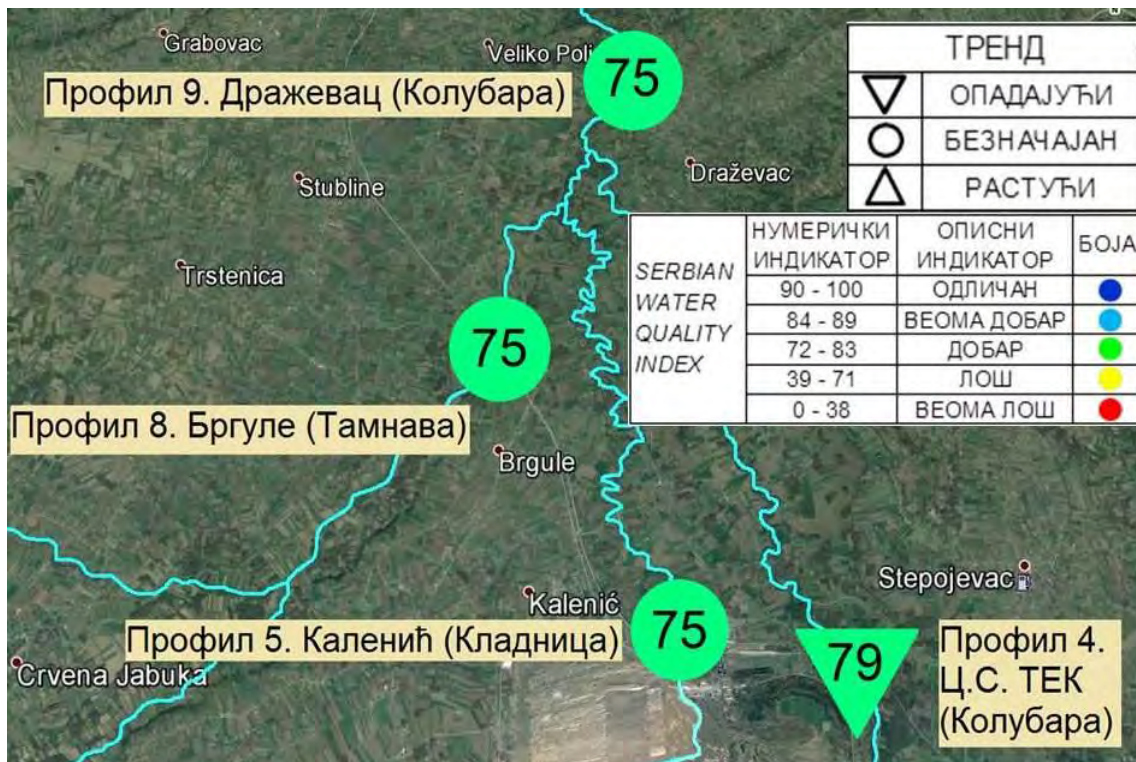 Grabovac
Veliko Polj
75
Профил 9. Дражевац (Колубара)
Stubline
Draževac
Trstenica
75
Профил 8. Бргуле (Тамнава)
Brgule
Stepojevac
Kalenić
75
Профил 5. Каленић (Кладница)
Crvena Jabuka
79
Профил 4.
Ц.С. ТЕК
(Колубара)
ТРЕНД
ОПАДАЈУЋИ
БЕЗНАЧАЈАН
РАСТУЋИ
SERBIAN
WATER
QUALITY
INDEX
НУМЕРИЧКИ
ИНДИКАТОР
ОПИСНИ
ИНДИКАТОР
БОЈА
90 - 100 ОДЛИЧАН
84 - 89 ВЕОМА ДОБАР
72 - 83 ДОБАР
39 - 71 ЛОШ
0 - 38 ВЕОМА ЛОШ